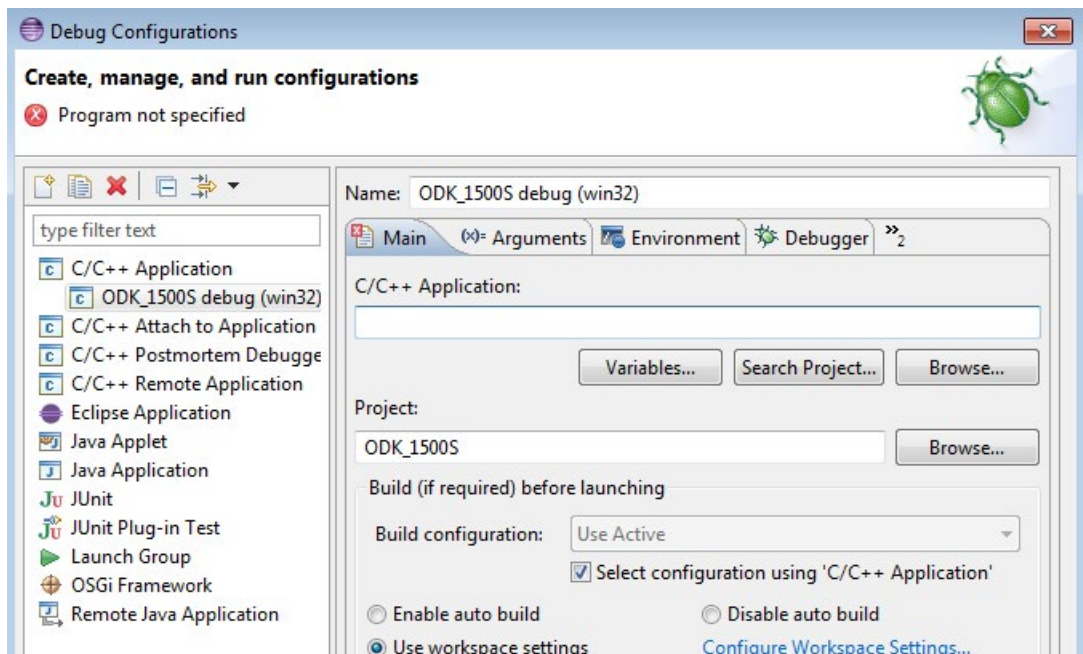 Debug Configurations
Create, manage, and run configurations
Program not specified
type filter text
C/C++ Application
ODK_1500S debug (win32)
C/C++ Attach to Application
C/C++ Postmortem Debugge
C/C++ Remote Application
Eclipse Application
Java Applet
Java Application
JUnit
JUnit Plug-in Test
Launch Group
OSGi Framework
Remote Java Application
Name: ODK_1500S debug (win32)
Main (x)= Arguments Environment Debugger »2
C/C++ Application:
Variables... Search Project... Browse...
Project:
ODK_1500S Browse...
Build (if required) before launching
Build configuration: Use Active
Select configuration using 'C/C++ Application'
Enable auto build Disable auto build
Use workspace settings Configure Workspace Settings...